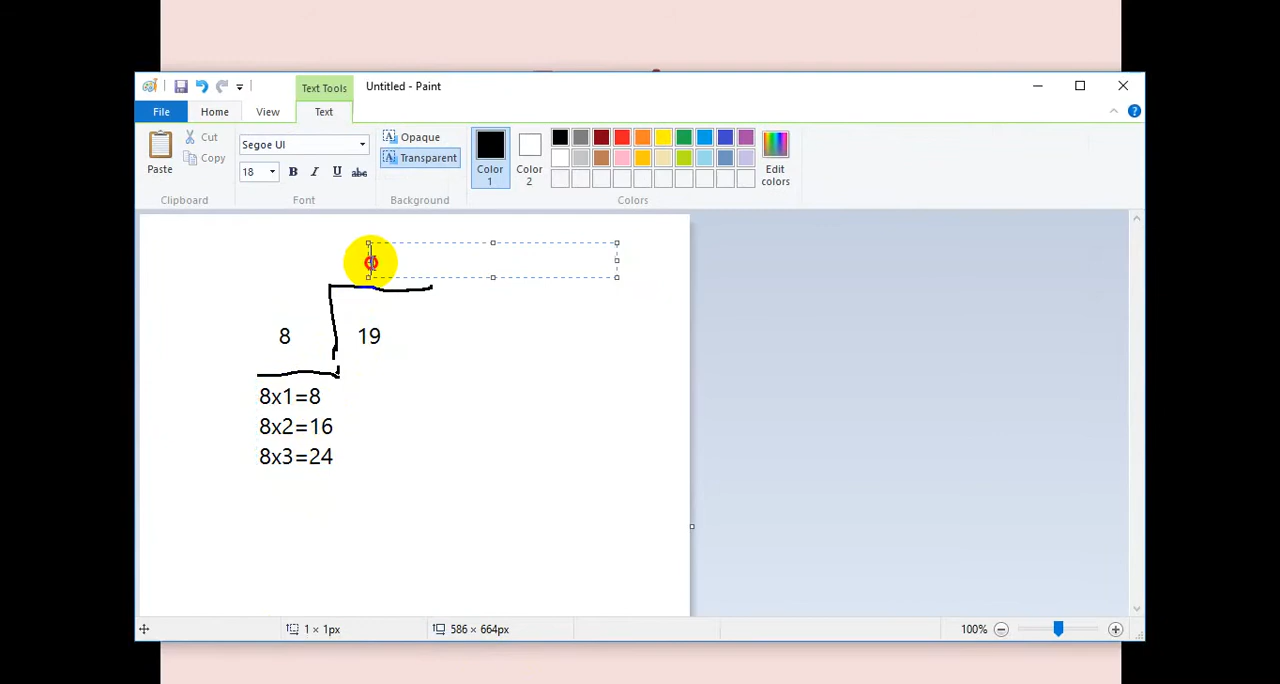 Text Tools
Untitled - Paint
File
Home
View
Text
Paste
Cut
Copy
Clipboard
Segoe UI
18
B
I
U
abc
Font
A Opaque
A Transparent
Background
Color
1
Color
2
Edit
colors
Colors
8
19
8x1=8
8x2=16
8x3=24
1 × 1px
586 × 664px
100%